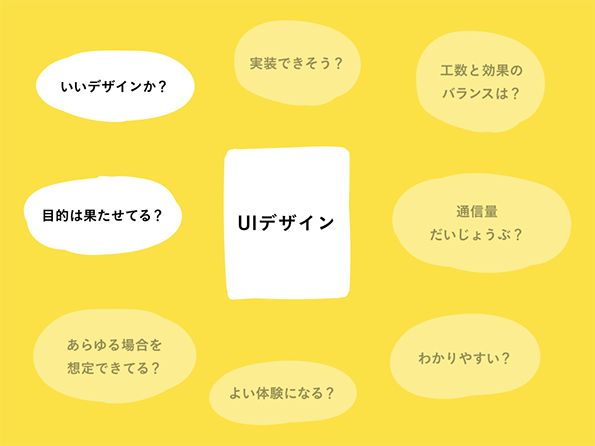 実装できそう？
いいデザインか？
工数と効果の
バランスは？
目的は果たせてる？
UIデザイン
通信量
だいじょうぶ？
あらゆる場合を
想定できてる？
わかりやすい？
よい体験になる？